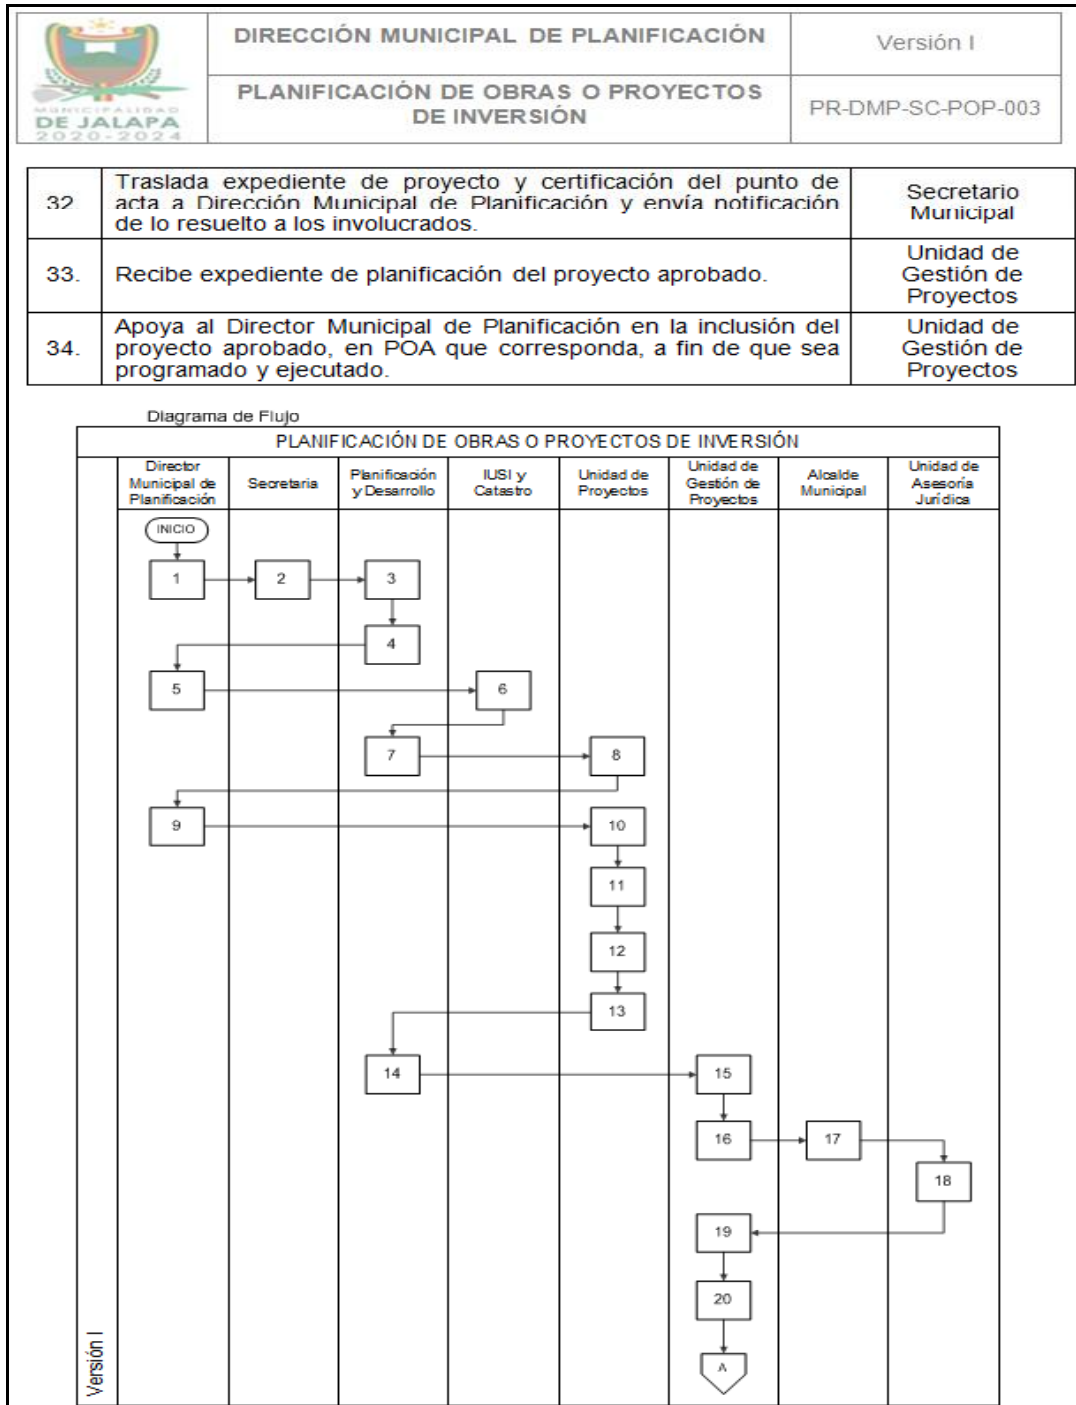 MUNICIPALIDAD
DE JALAPA
2020-2024
DIRECCIÓN MUNICIPAL DE PLANIFICACIÓN
Versión I
PLANIFICACIÓN DE OBRAS O PROYECTOS
DE INVERSIÓN
PR-DMP-SC-POP-003
32
Traslada expediente de proyecto y certificación del punto de
acta a Dirección Municipal de Planificación y envía notificación
de lo resuelto a los involucrados.
Secretario
Municipal
33.
Recibe expediente de planificación del proyecto aprobado.
Unidad de
Gestión de
Proyectos
34.
Apoya al Director Municipal de Planificación en la inclusión del
proyecto aprobado, en POA que corresponda, a fin de que sea
programado y ejecutado.
Unidad de
Gestión de
Proyectos
Diagrama de Flujo
PLANIFICACIÓN DE OBRAS O PROYECTOS DE INVERSIÓN
Director
Municipal de
Planificación
Secretaria
Planificación
y Desarrollo
IUSI y
Catastro
Unidad de
Proyectos
Unidad de
Gestión de
Proyectos
Alcalde
Municipal
Unidad de
Asesoría
Jurídica
INICIO
1
2
3
4
5
6
7
8
9
10
11
12
13
14
15
16
17
18
19
20
A
Versión I